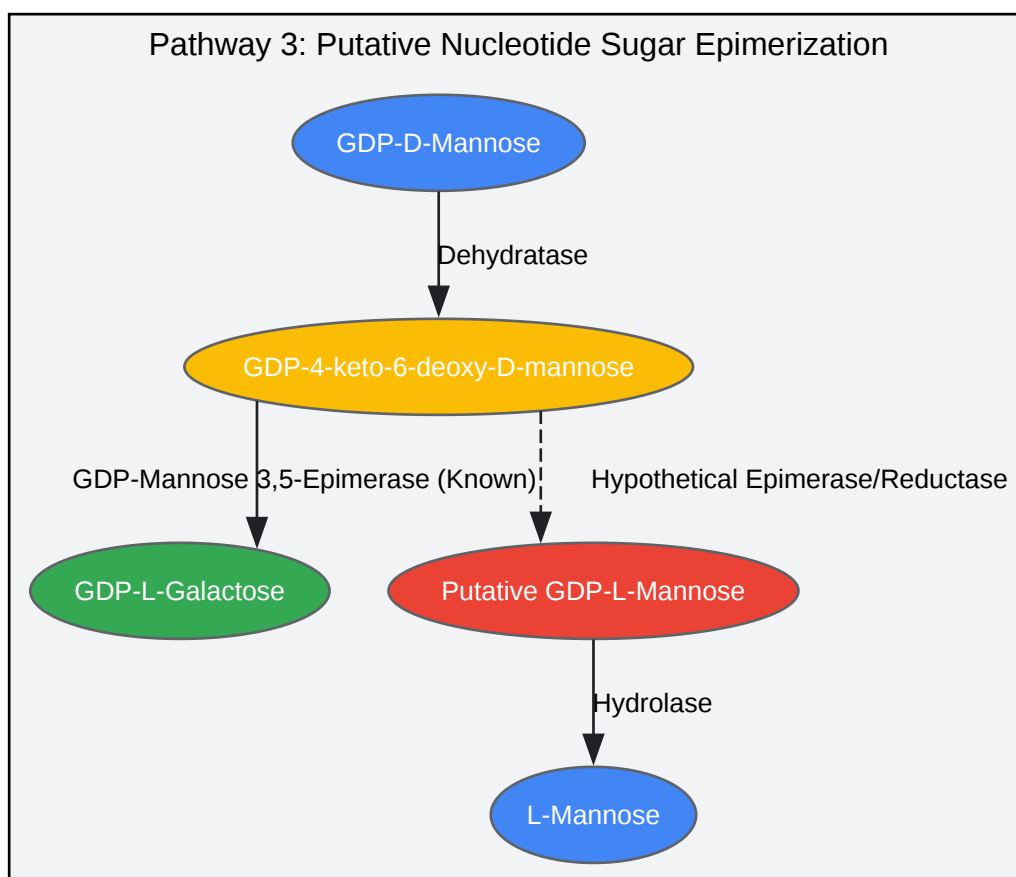 Pathway 3: Putative Nucleotide Sugar Epimerization
GDP-D-Mannose
Dehydratase
GDP-4-keto-6-deoxy-D-mannose
GDP-Mannose 3,5-Epimerase (Known)
Hypothetical Epimerase/Reductase
GDP-L-Galactose
Putative GDP-L-Mannose
Hydrolase
L-Mannose